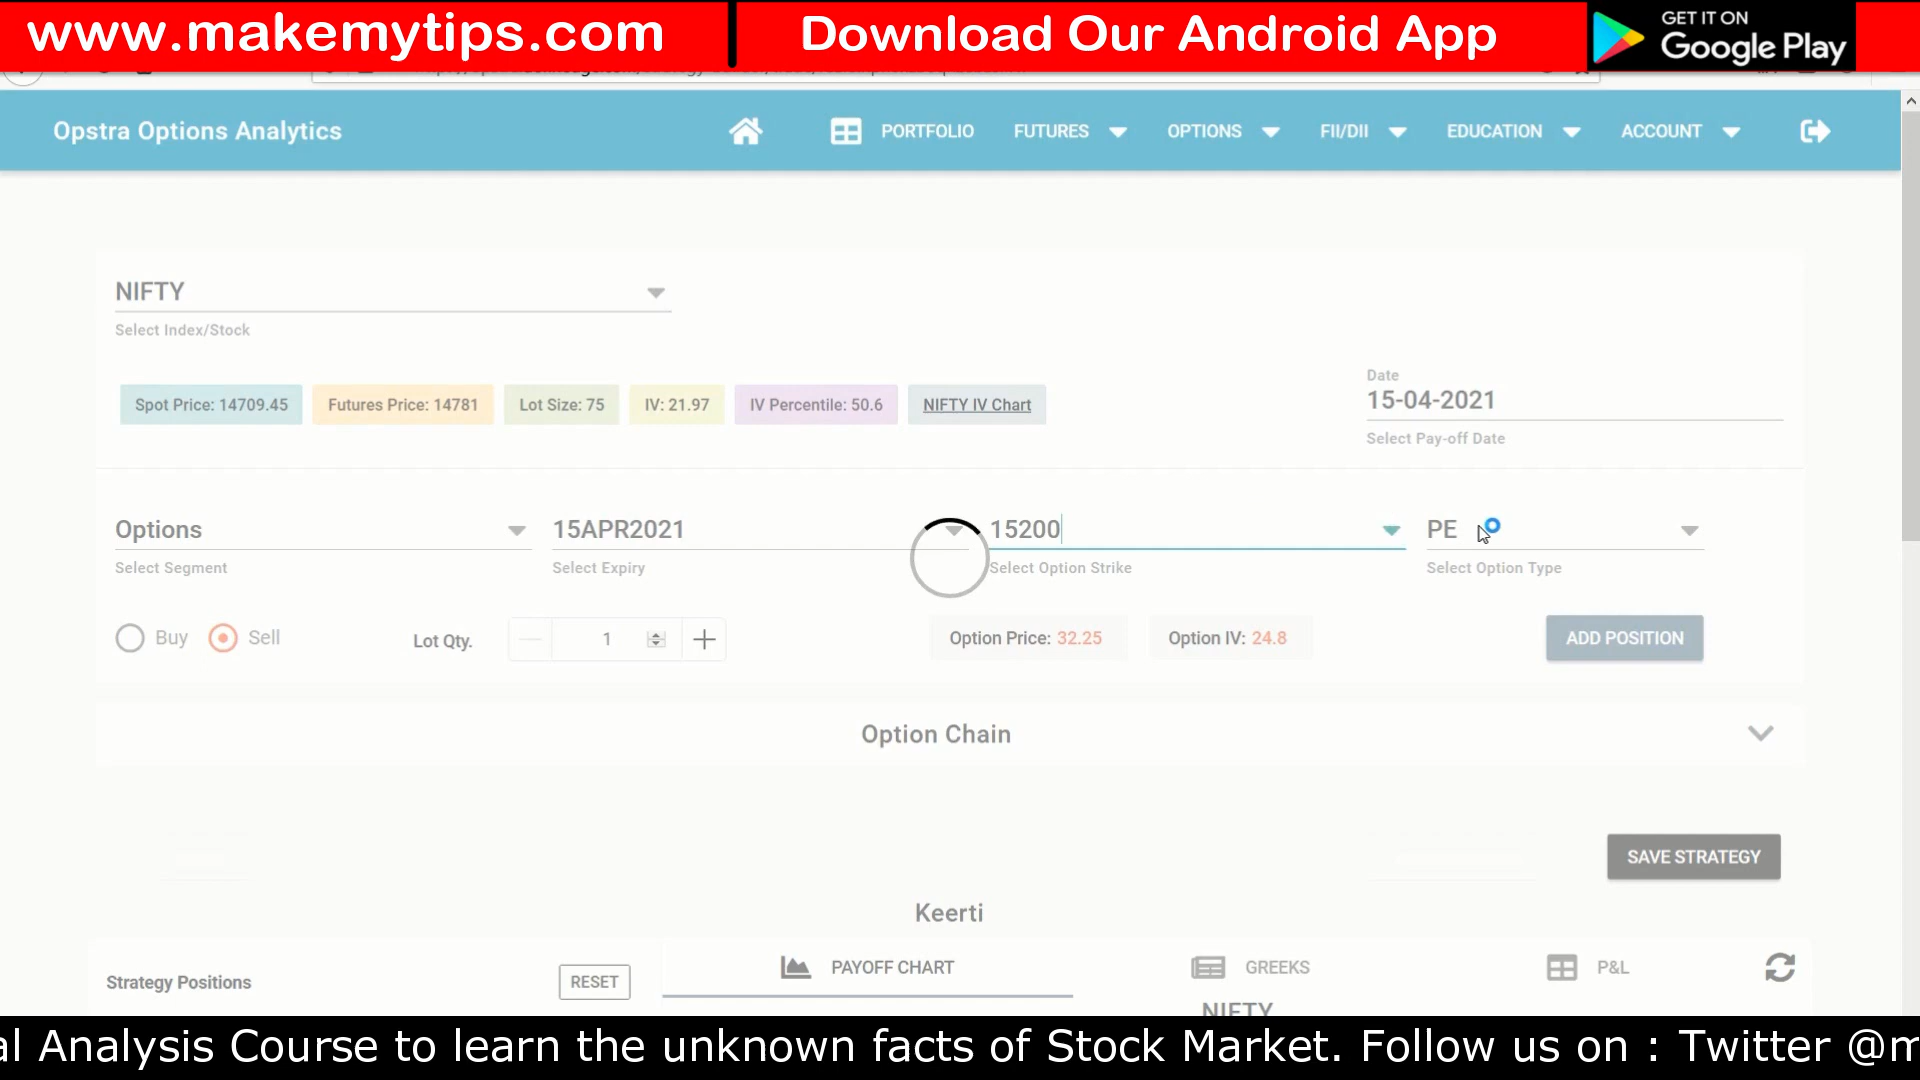 www.makemytips.com
Download Our Android App
GET IT ON
Google Play
Opstra Options Analytics
PORTFOLIO
FUTURES
OPTIONS
FII/DII
EDUCATION
ACCOUNT
NIFTY
Select Index/Stock
Spot Price: 14709.45
Futures Price: 14781
Lot Size: 75
IV: 21.97
IV Percentile: 50.6
NIFTY IV Chart
Date
15-04-2021
Select Pay-off Date
Options
Select Segment
15APR2021
Select Expiry
15200
Select Option Strike
PE
Select Option Type
Buy
Sell
Lot Qty.
1
Option Price: 32.25
Option IV: 24.8
ADD POSITION
Option Chain
SAVE STRATEGY
Keerti
Strategy Positions
RESET
PAYOFF CHART
GREEKS
P&L
NIFTY
al Analysis Course to learn the unknown facts of Stock Market. Follow us on : Twitter @m